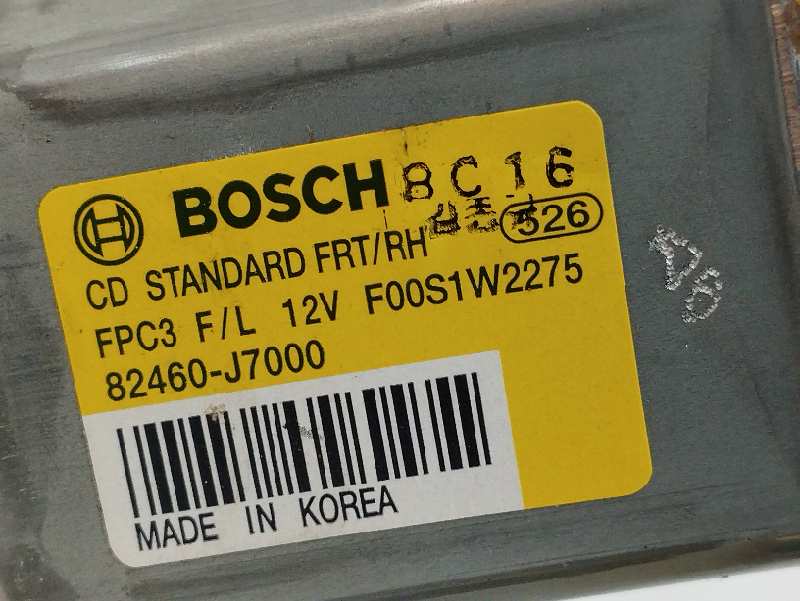 BOSCH 8C16
526
CD STANDARD FRT/RH
FPC3 F/L 12V F00S1W2275
82460-J7000
MADE IN KOREA